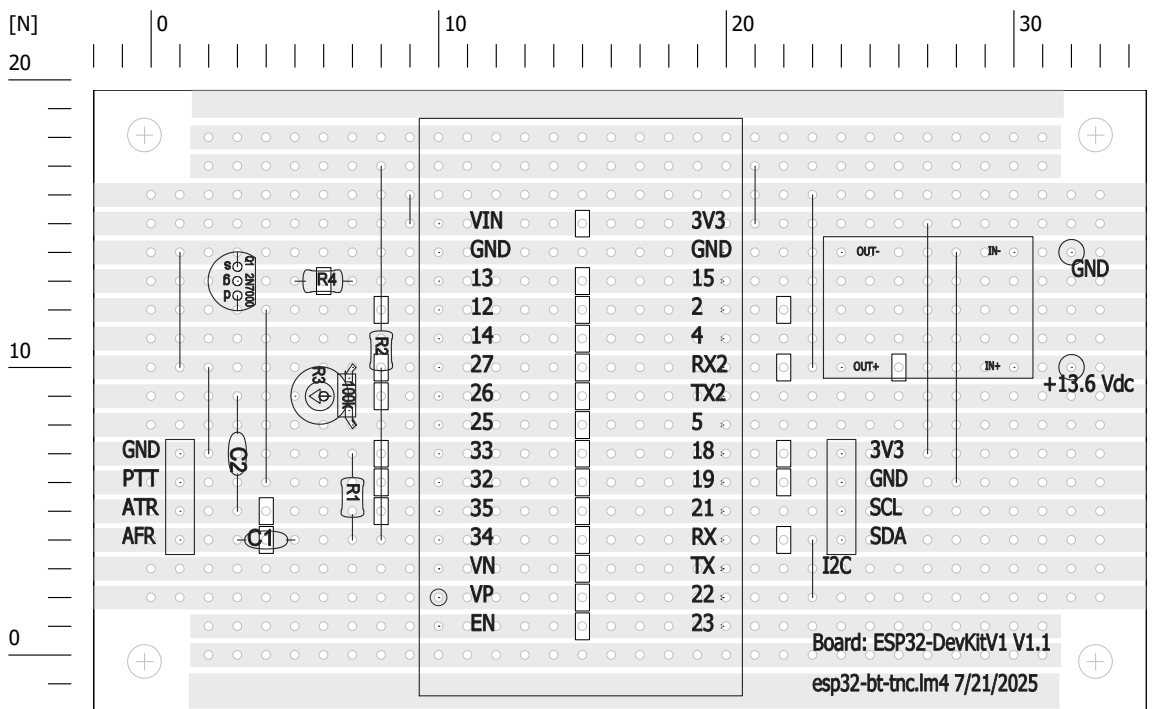 [N] 0 10 20 30
20
VIN 3V3
GND GND OUT- IN-
GND
s
g
d
Q1 2N7000
R4
13 15
12 2
10
14 4
R2
27 RX2 OUT+ IN+
+13.6 Vdc
R3
100K
26 TX2
25 5
GND 33 18 3V3
C2
PTT 32 19 GND
R1
ATR 35 21 SCL
AFR C1 34 RX SDA
VN TX I2C
VP 22
EN 23
0
Board: ESP32-DevKitV1 V1.1
esp32-bt-tnc.lm4 7/21/2025